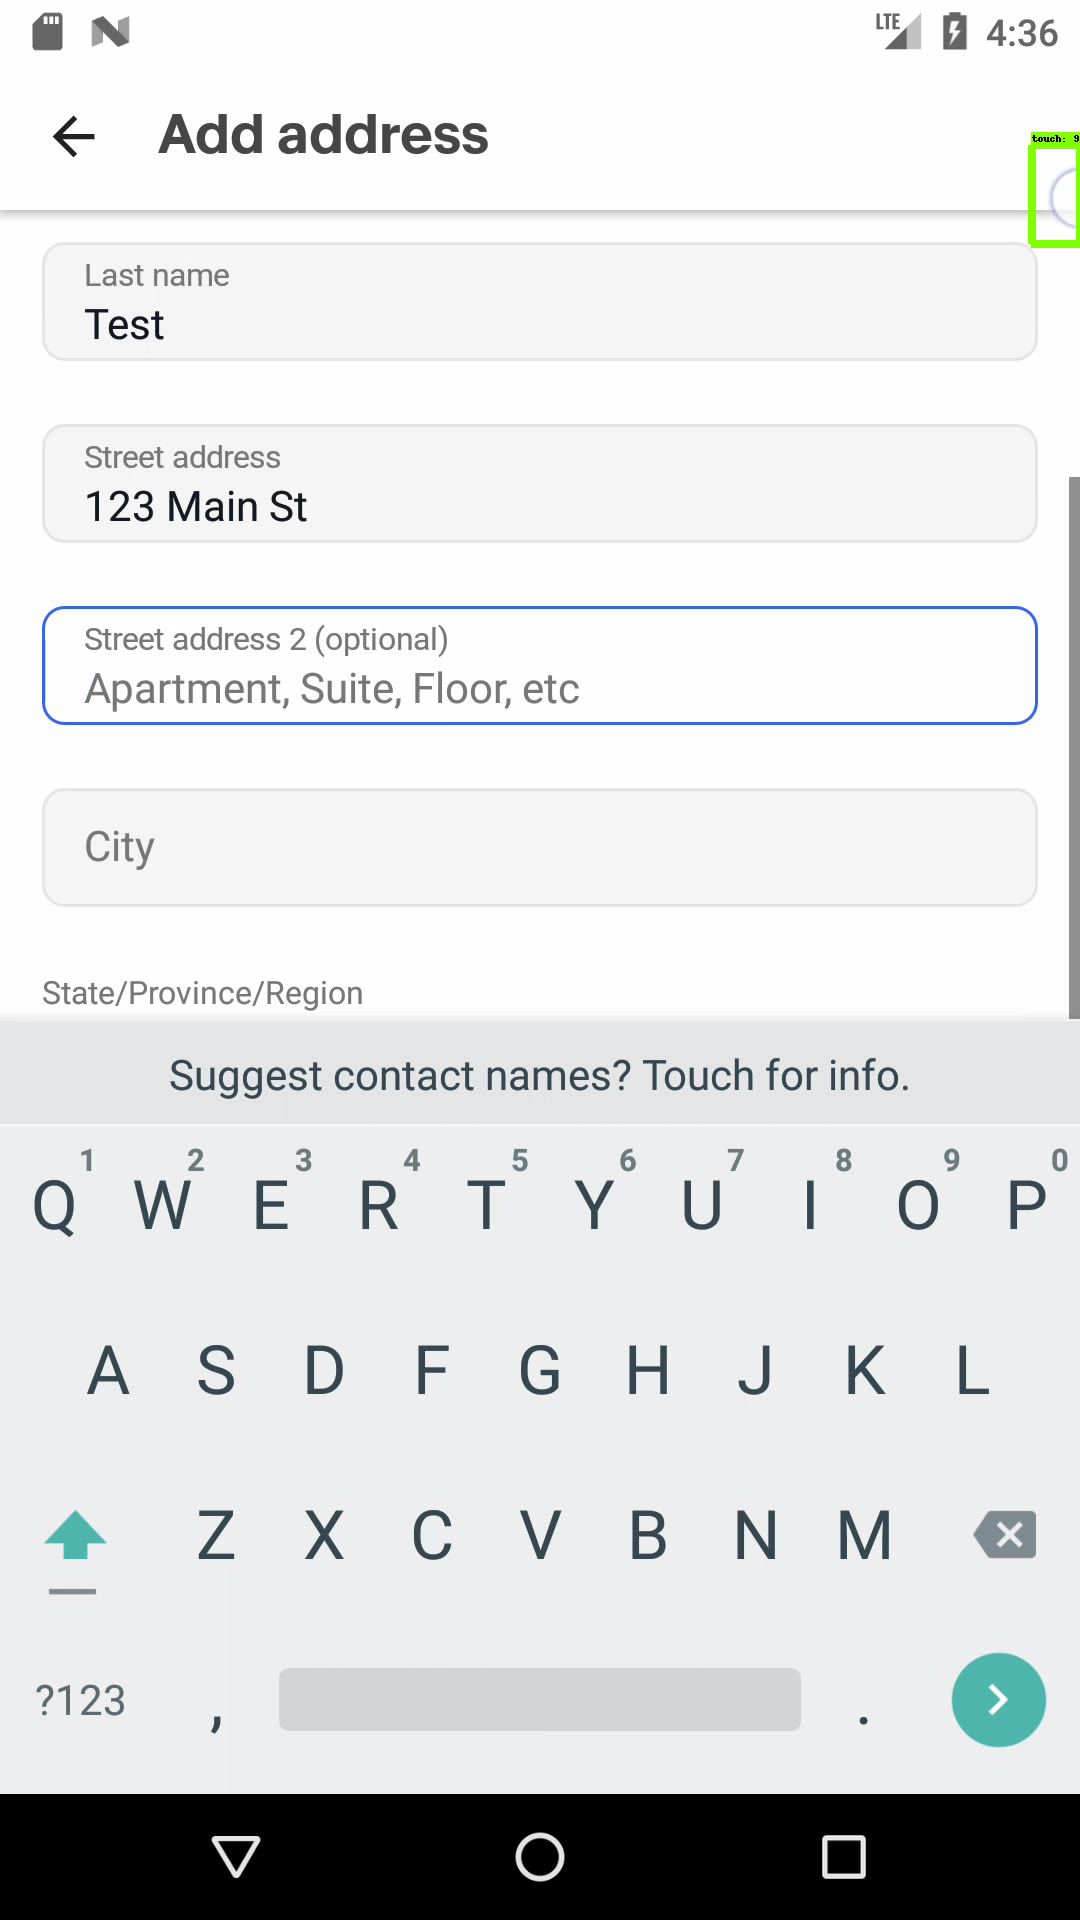 LTE 4:36
Add address
touch: 9
Last name
Test
Street address
123 Main St
Street address 2 (optional)
Apartment, Suite, Floor, etc
City
State/Province/Region
Suggest contact names? Touch for info.
1 2 3 4 5 6 7 8 9 0
Q W E R T Y U I O P
A S D F G H J K L
Z X C V B N M
?123 , .